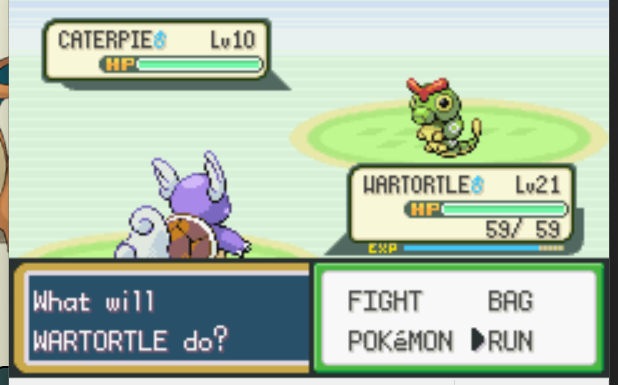 CATERPIE♂ Lv10
HP
WARTORTLE♂ Lv21
HP
59/ 59
EXP
What will
WARTORTLE do?
FIGHT BAG
POKéMON ▶RUN